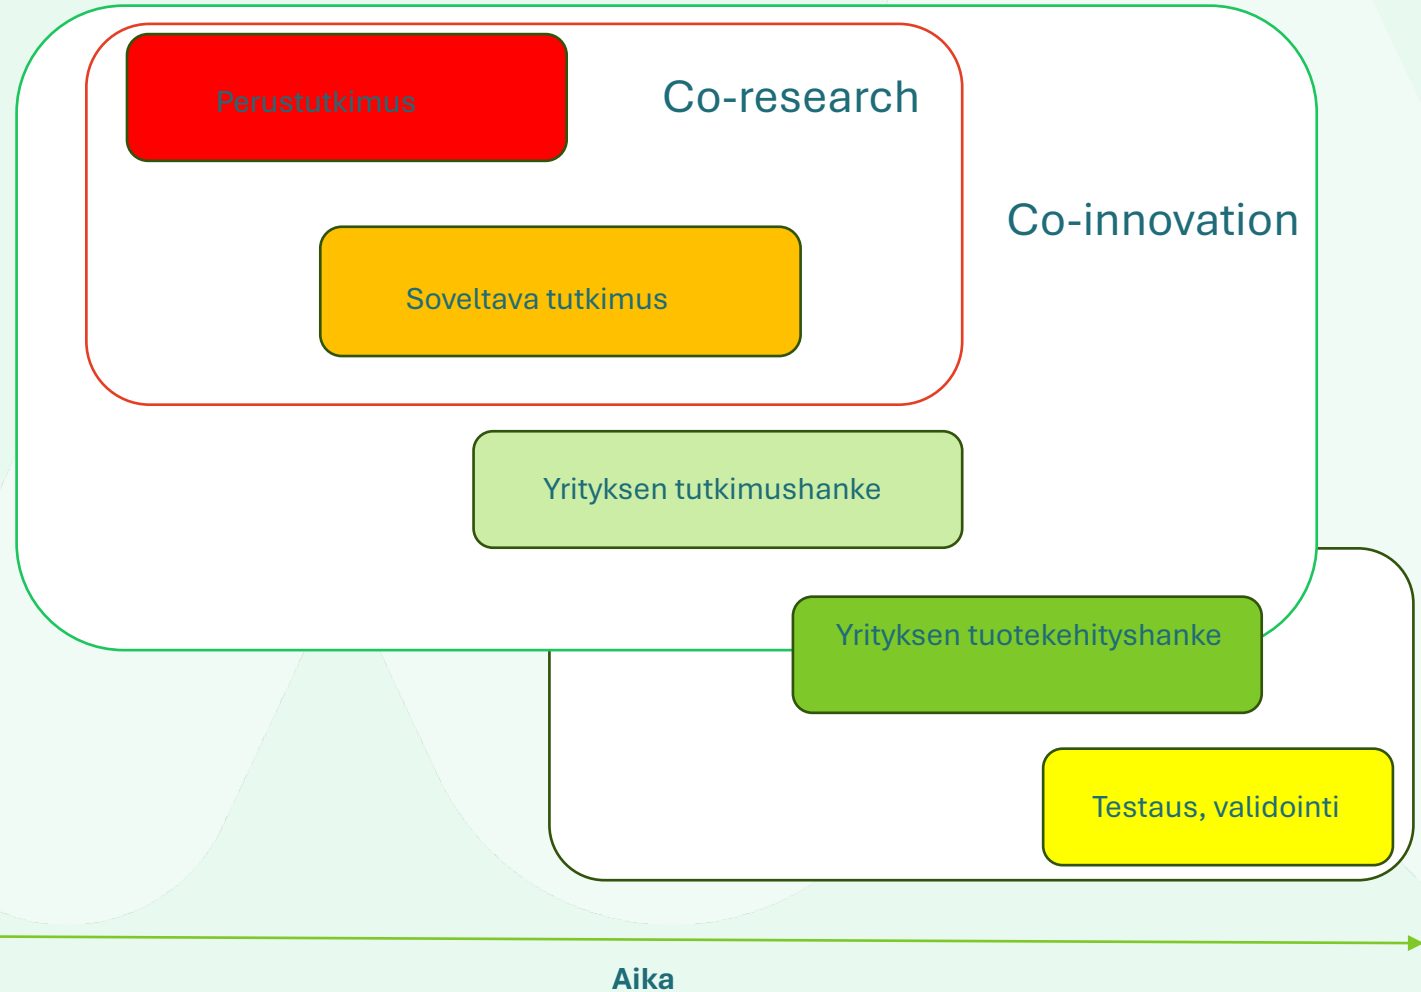 Perustutkimus
Co-research
Co-innovation
Soveltava tutkimus
Yrityksen tutkimushanke
Yrityksen tuotekehityshanke
Testaus, validointi
Aika